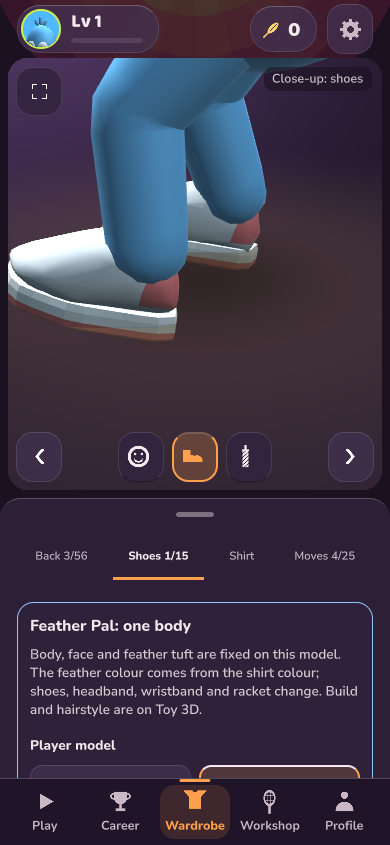 Lv 1
0
Close-up: shoes
Back 3/56
Shoes 1/15
Shirt
Moves 4/25
Feather Pal: one body
Body, face and feather tuft are fixed on this model.
The feather colour comes from the shirt colour;
shoes, headband, wristband and racket change. Build
and hairstyle are on Toy 3D.
Player model
Play
Career
Wardrobe
Workshop
Profile